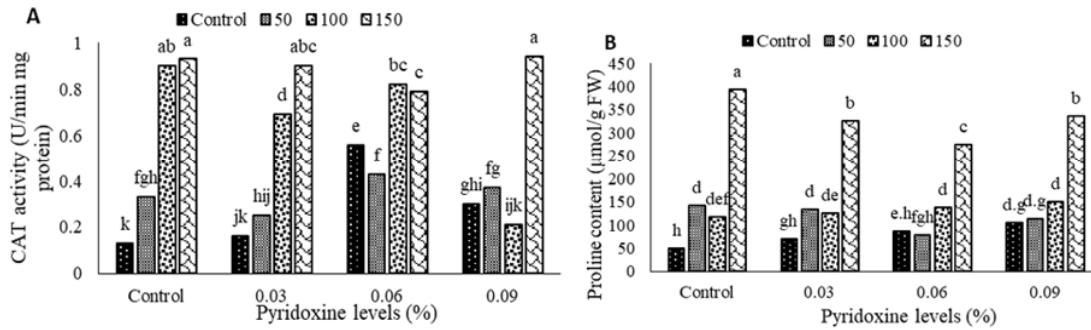 A
Control 50 100 150
CAT activity (U/min mg protein)
1
0.8
0.6
0.4
0.2
0
k fgh ab a
jk hij d abc
e f bc c
ghi fg ijk a
Control 0.03 0.06 0.09
Pyridoxine levels (%)
B
Control 50 100 150
Proline content (µmol/g FW)
450
400
350
300
250
200
150
100
50
0
h d def a
gh d de b
e.h fgh d c
d.g d.g d b
Control 0.03 0.06 0.09
Pyridoxine levels (%)